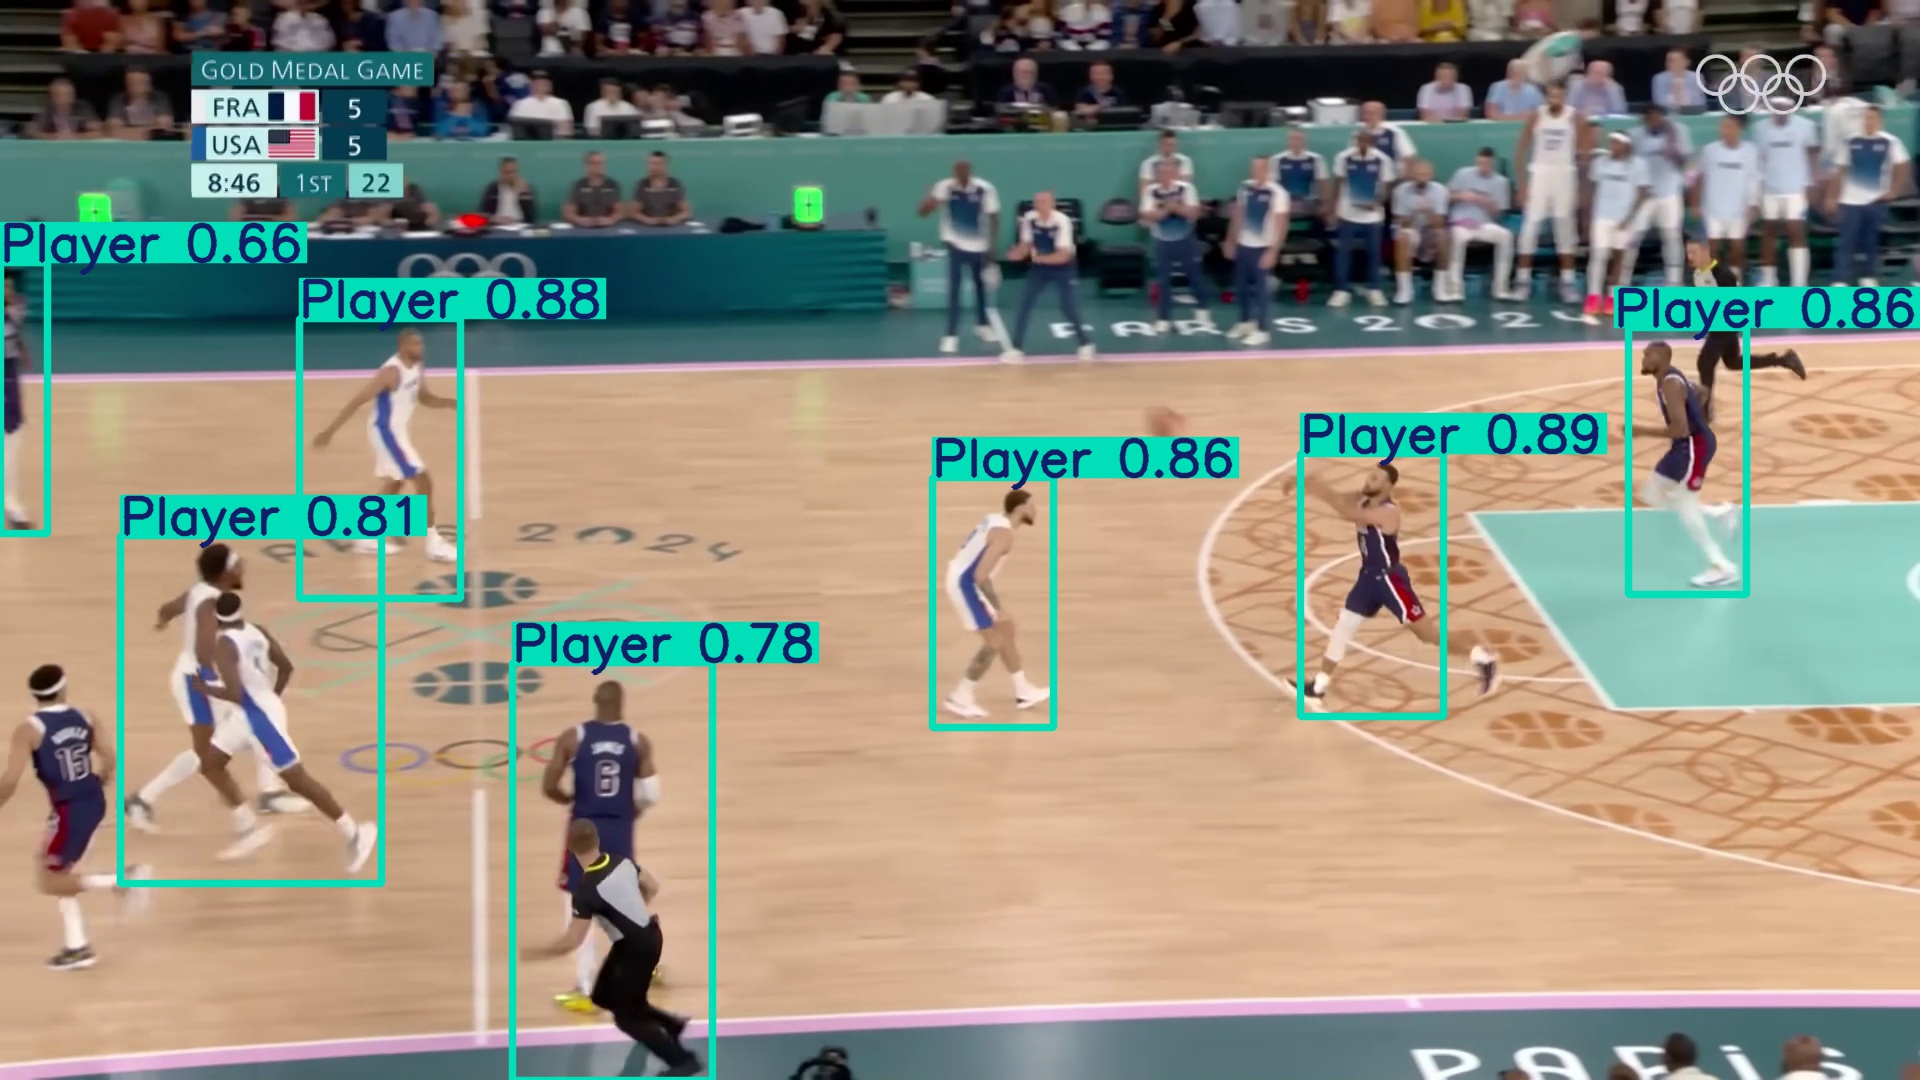 GOLD MEDAL GAME
FRA 5
USA 5
8:46 1ST 22
Player 0.66
Player 0.88
Player 0.86
PARIS 2024
Player 0.89
Player 0.86
Player 0.81
2024
Player 0.78
15
JAMES
6
PARIS